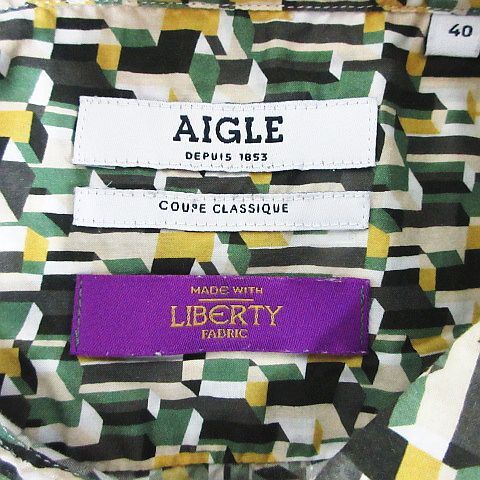 40
AIGLE
DEPUIS 1853
COUPE CLASSIQUE
MADE WITH
LIBERTY
FABRIC